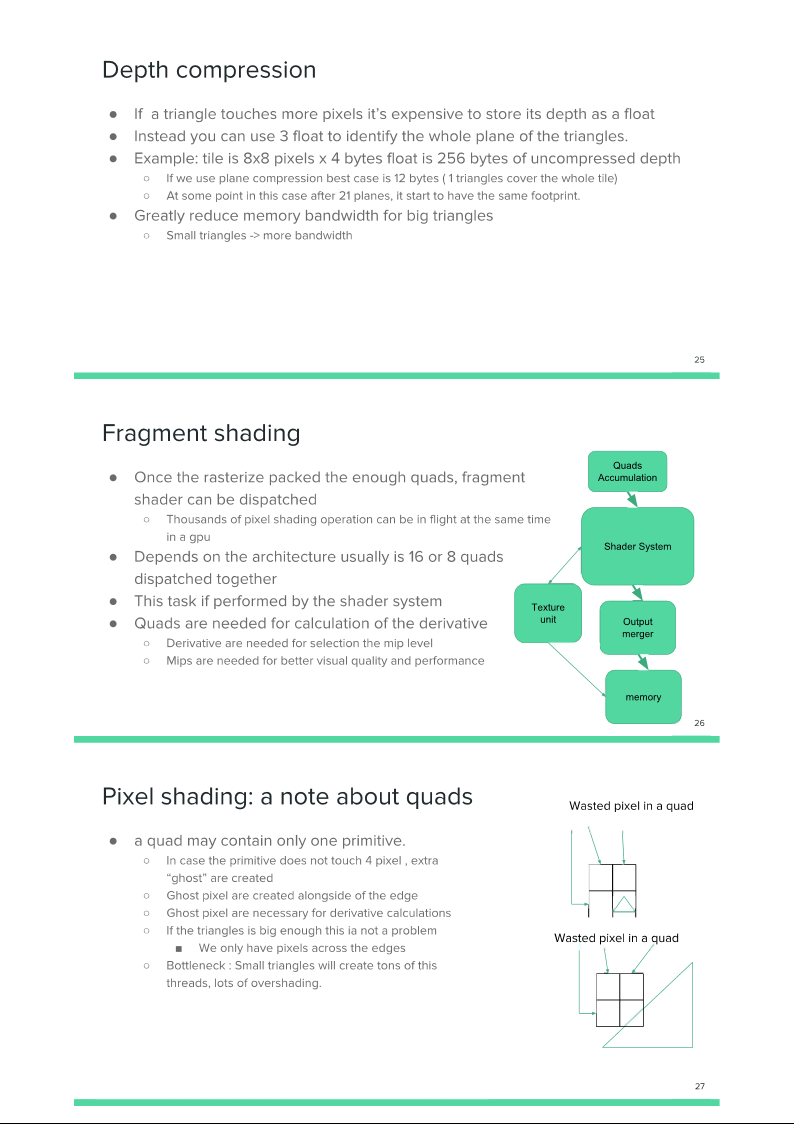 Depth compression
● If  a triangle touches more pixels it’s expensive to store its depth as a float
● Instead you can use 3 float to identify the whole plane of the triangles.
● Example: tile is 8x8 pixels x 4 bytes float is 256 bytes of uncompressed depth
○ If we use plane compression best case is 12 bytes ( 1 triangles cover the whole tile)
○ At some point in this case after 21 planes, it start to have the same footprint.
● Greatly reduce memory bandwidth for big triangles
○ Small triangles -> more bandwidth
25
Fragment shading
● Once the rasterize packed the enough quads, fragment
shader can be dispatched
○ Thousands of pixel shading operation can be in flight at the same time
in a gpu
● Depends on the architecture usually is 16 or 8 quads
dispatched together
● This task if performed by the shader system
● Quads are needed for calculation of the derivative
○ Derivative are needed for selection the mip level
○ Mips are needed for better visual quality and performance
Quads
Accumulation
Shader System
Texture
unit
Output
merger
memory
26
Pixel shading: a note about quads
● a quad may contain only one primitive.
○ In case the primitive does not touch 4 pixel , extra
“ghost” are created
○ Ghost pixel are created alongside of the edge
○ Ghost pixel are necessary for derivative calculations
○ If the triangles is big enough this ia not a problem
■ We only have pixels across the edges
○ Bottleneck : Small triangles will create tons of this
threads, lots of overshading.
Wasted pixel in a quad
Wasted pixel in a quad
27